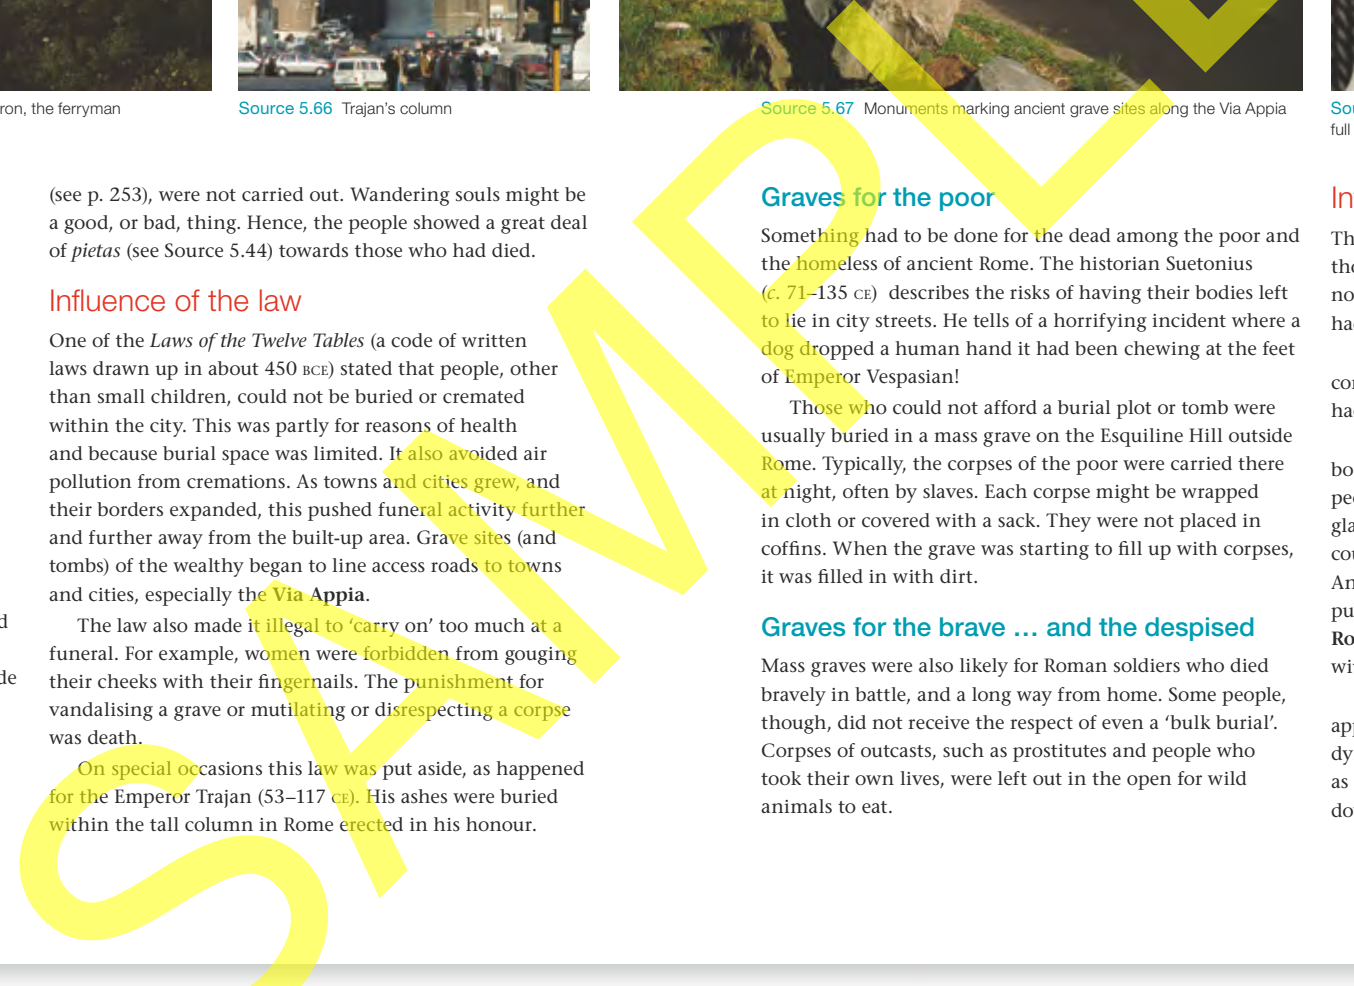 ron, the ferryman
Source 5.66 Trajan’s column
Source 5.67 Monuments marking ancient grave sites along the Via Appia
full
(see p. 253), were not carried out. Wandering souls might be
a good, or bad, thing. Hence, the people showed a great deal
of pietas (see Source 5.44) towards those who had died.
Influence of the law
One of the Laws of the Twelve Tables (a code of written
laws drawn up in about 450 BCE) stated that people, other
than small children, could not be buried or cremated
within the city. This was partly for reasons of health
and because burial space was limited. It also avoided air
pollution from cremations. As towns and cities grew, and
their borders expanded, this pushed funeral activity further
and further away from the built-up area. Grave sites (and
tombs) of the wealthy began to line access roads to towns
and cities, especially the Via Appia.
The law also made it illegal to ‘carry on’ too much at a
funeral. For example, women were forbidden from gouging
their cheeks with their fingernails. The punishment for
vandalising a grave or mutilating or disrespecting a corpse
was death.
On special occasions this law was put aside, as happened
for the Emperor Trajan (53–117 CE). His ashes were buried
within the tall column in Rome erected in his honour.
Graves for the poor
Something had to be done for the dead among the poor and
the homeless of ancient Rome. The historian Suetonius
(c. 71–135 CE) describes the risks of having their bodies left
to lie in city streets. He tells of a horrifying incident where a
dog dropped a human hand it had been chewing at the feet
of Emperor Vespasian!
Those who could not afford a burial plot or tomb were
usually buried in a mass grave on the Esquiline Hill outside
Rome. Typically, the corpses of the poor were carried there
at night, often by slaves. Each corpse might be wrapped
in cloth or covered with a sack. They were not placed in
coffins. When the grave was starting to fill up with corpses,
it was filled in with dirt.
Graves for the brave … and the despised
Mass graves were also likely for Roman soldiers who died
bravely in battle, and a long way from home. Some people,
though, did not receive the respect of even a ‘bulk burial’.
Corpses of outcasts, such as prostitutes and people who
took their own lives, were left out in the open for wild
animals to eat.
SAMPLE